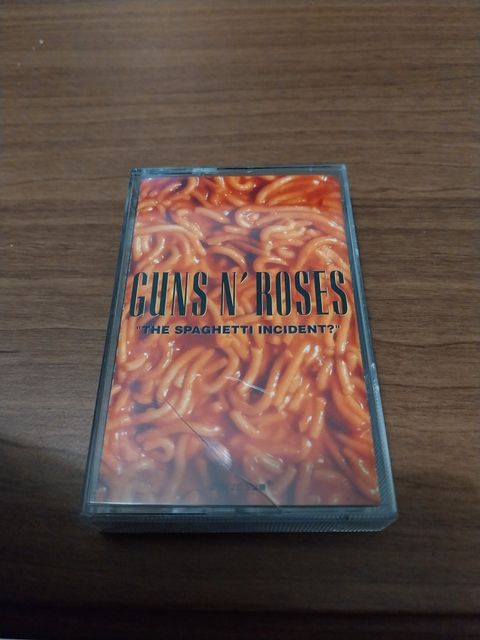 GUNS N' ROSES
"THE SPAGHETTI INCIDENT?"